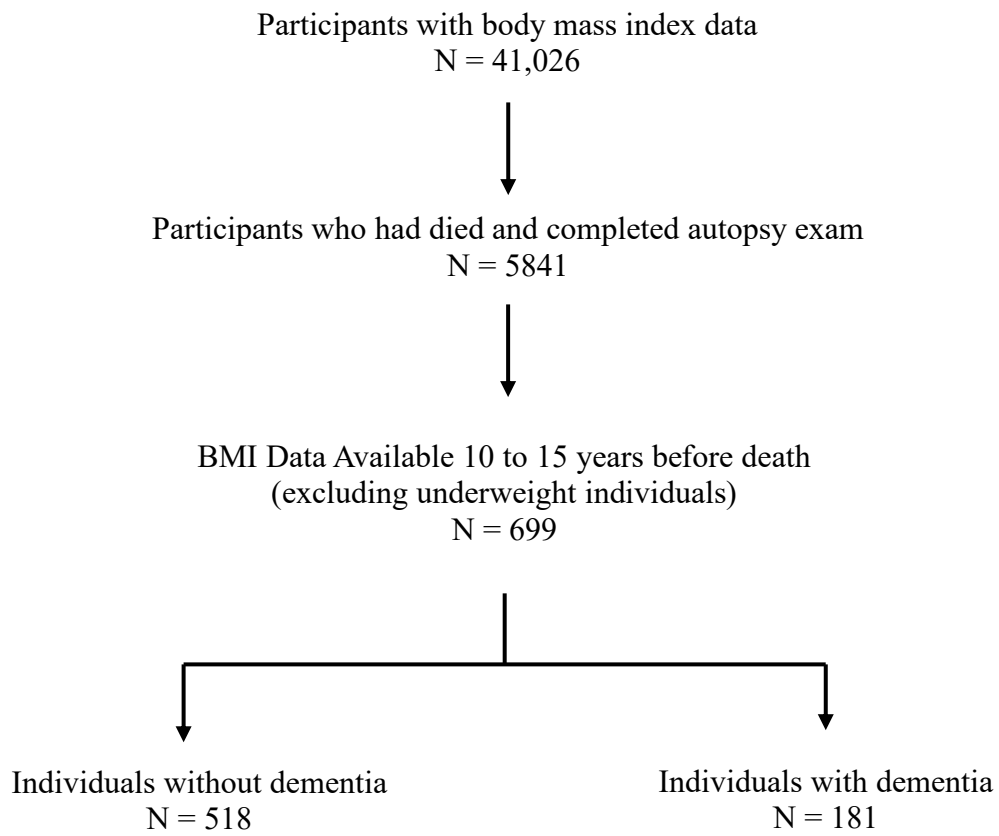 Participants with body mass index data
N = 41,026
Participants who had died and completed autopsy exam
N = 5841
BMI Data Available 10 to 15 years before death
(excluding underweight individuals)
N = 699
Individuals without dementia
N = 518
Individuals with dementia
N = 181